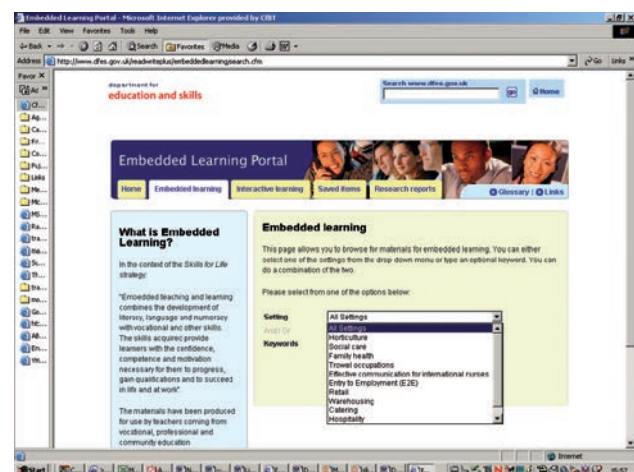 Embedded Learning Portal - Microsoft Internet Explorer provided by CfBT
File Edit View Favorites Tools Help
Back Search Favorites Media
Address http://www.dfes.gov.uk/readwriteplus/embeddedlearningsearch.cfm Go Links
Favor X
department for
education and skills
Search www.dfes.gov.uk
go Home
Embedded Learning Portal
Home Embedded learning Interactive learning Saved items Research reports Glossary | Links
What is Embedded
Learning?
In the context of the Skills for Life
strategy:
"Embedded teaching and learning
combines the development of
literacy, language and numeracy
with vocational and other skills.
The skills acquired provide
learners with the confidence,
competence and motivation
necessary for them to progress,
gain qualifications and to succeed
in life and at work".
The materials have been produced
for use by teachers coming from
vocational, professional and
community education
Embedded learning
This page allows you to browse for materials for embedded learning. You can either
select one of the settings from the drop down menu or type an optional keyword. You can
do a combination of the two.
Please select from one of the options below:
Setting All Settings
And / Or
Keywords
All Settings
Horticulture
Social care
Family health
Trowel occupations
Effective communication for international nurses
Entry to Employment (E2E)
Retail
Warehousing
Catering
Hospitality
Internet
Start